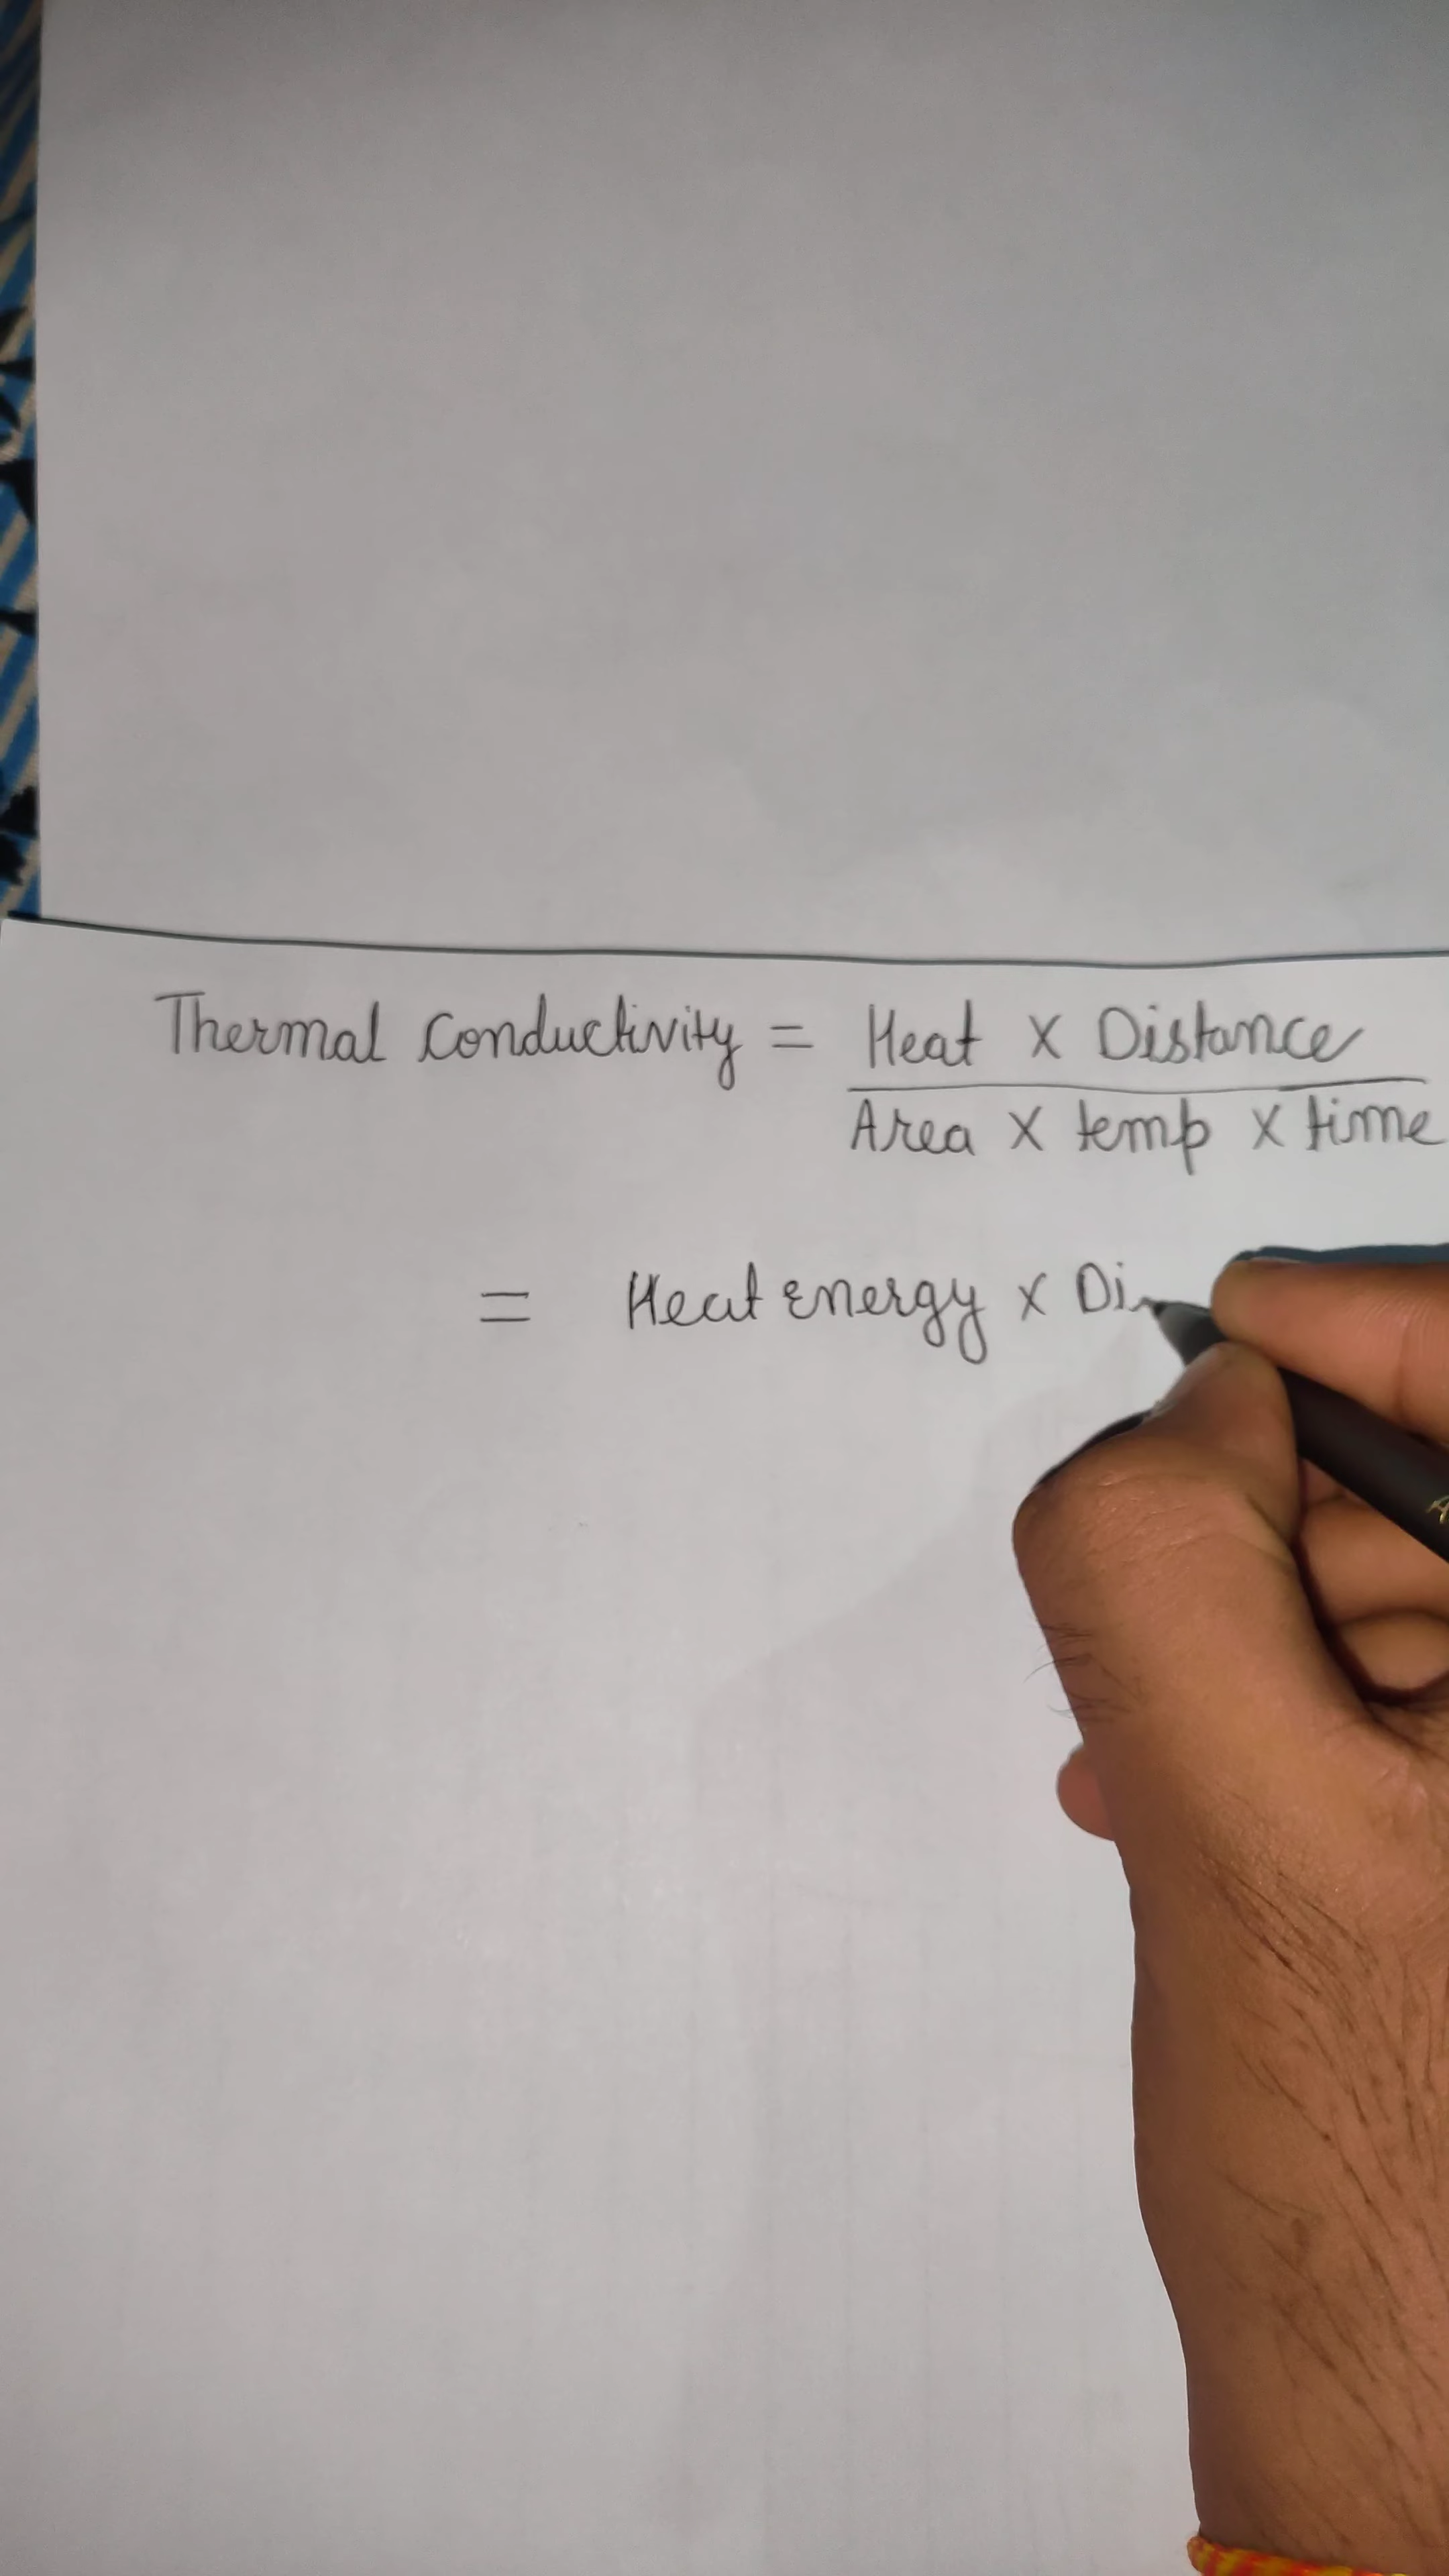 Thermal Conductivity = Heat X Distance
Area X temp X time
= Heat Energy X Di